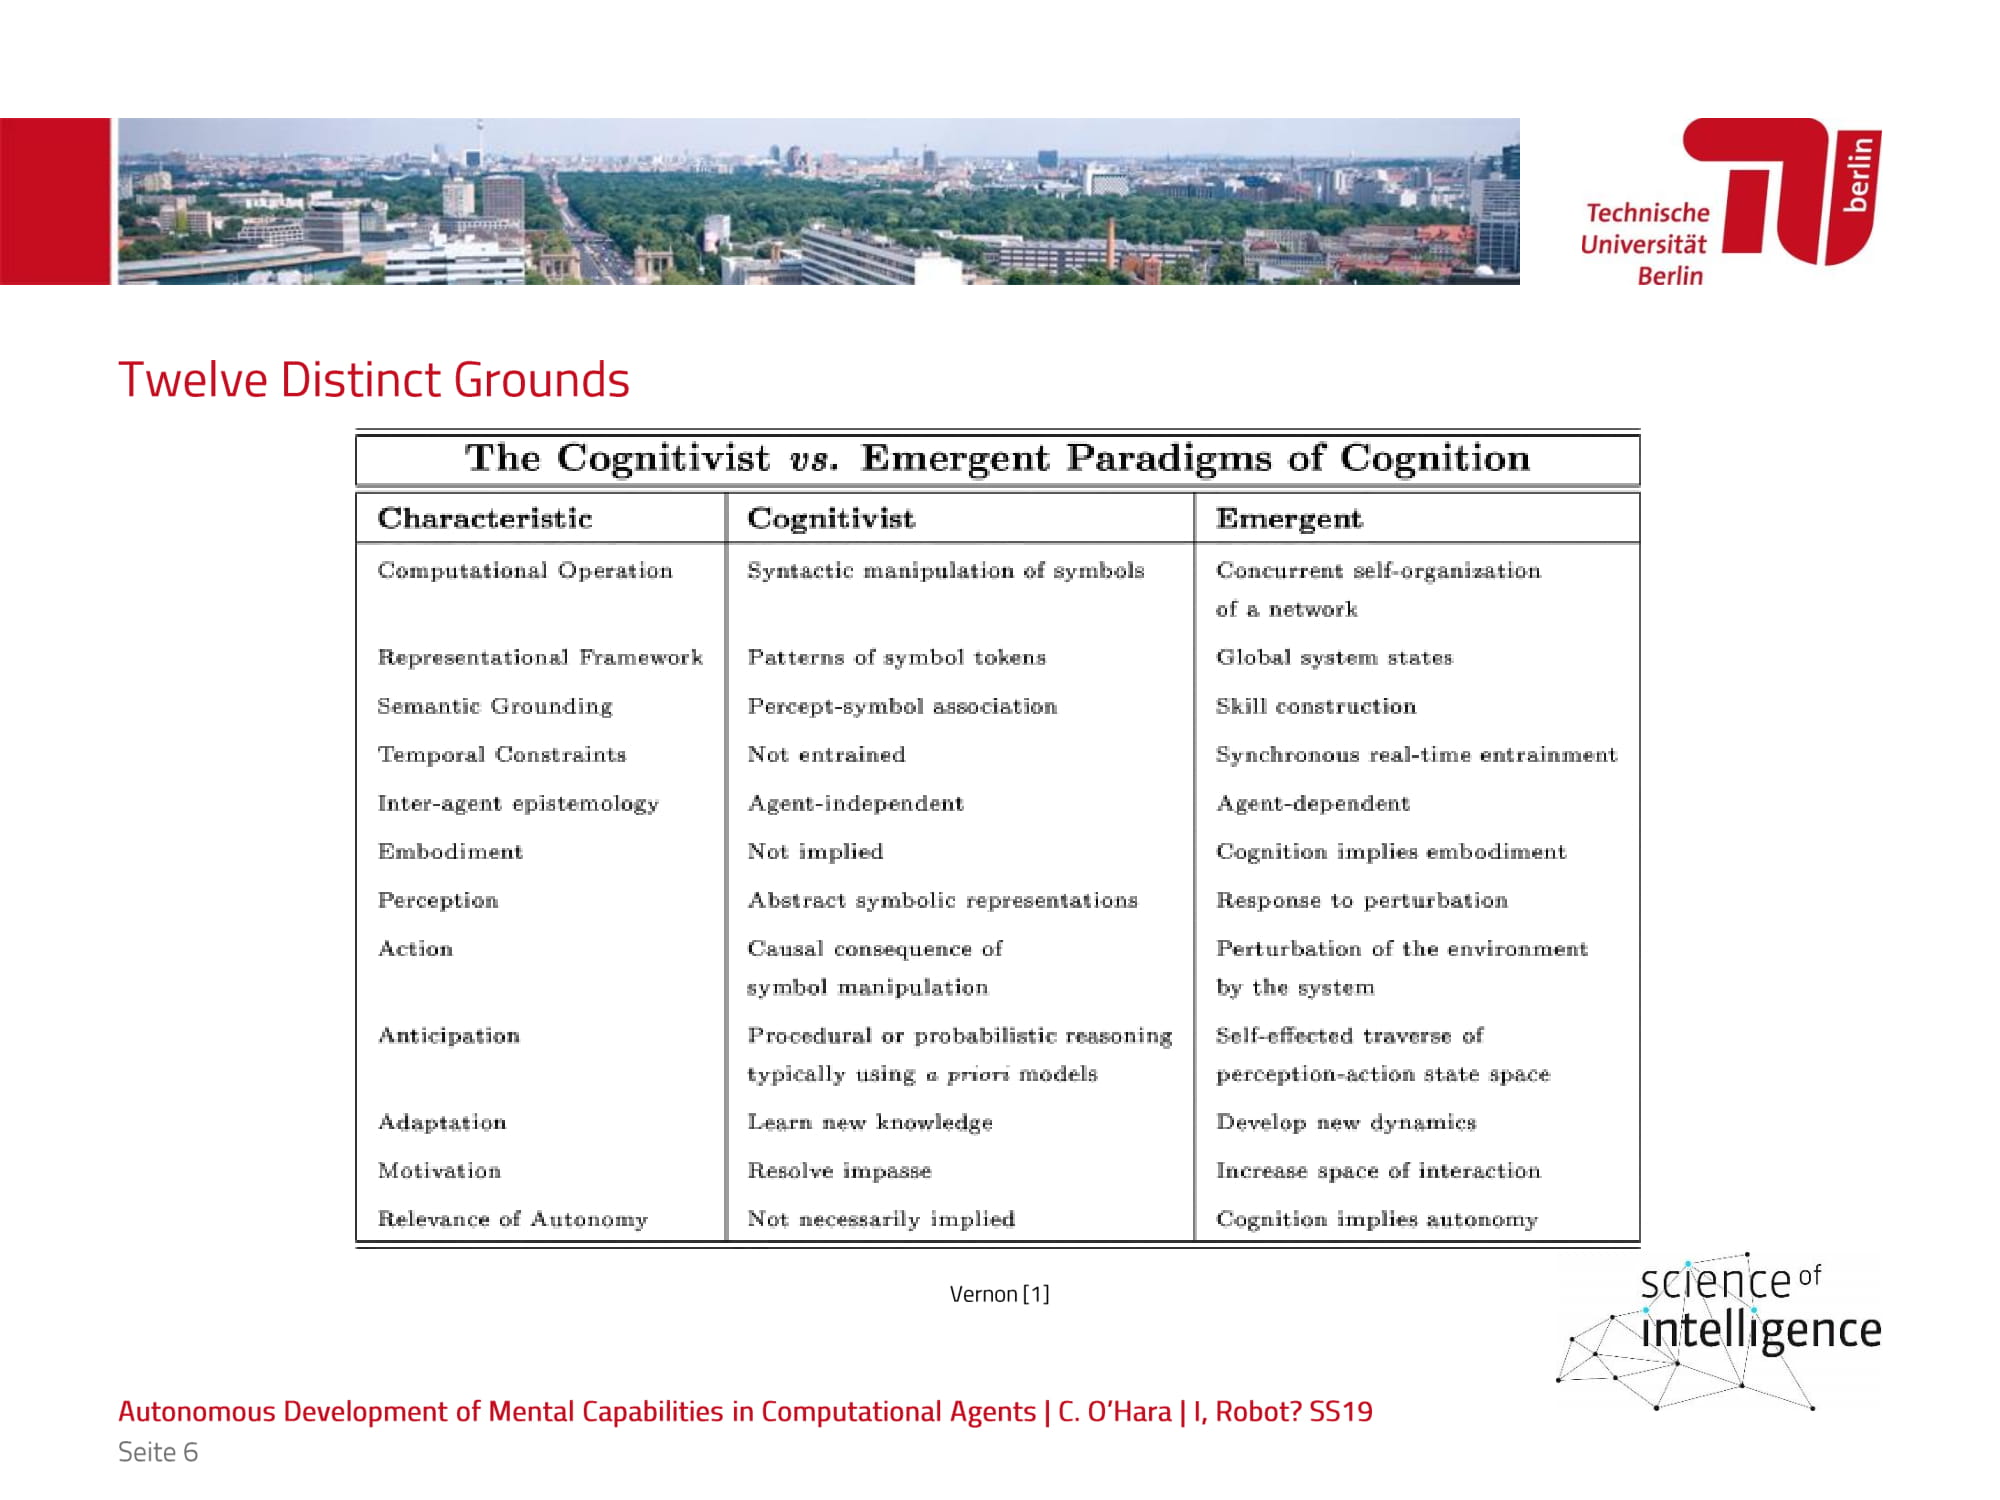 Technische
Universität
Berlin
berlin
Twelve Distinct Grounds
The Cognitivist vs. Emergent Paradigms of Cognition
Characteristic Cognitivist Emergent
Computational Operation Syntactic manipulation of symbols Concurrent self-organization
of a network
Representational Framework Patterns of symbol tokens Global system states
Semantic Grounding Percept-symbol association Skill construction
Temporal Constraints Not entrained Synchronous real-time entrainment
Inter-agent epistemology Agent-independent Agent-dependent
Embodiment Not implied Cognition implies embodiment
Perception Abstract symbolic representations Response to perturbation
Action Causal consequence of Perturbation of the environment
symbol manipulation by the system
Anticipation Procedural or probabilistic reasoning Self-effected traverse of
typically using a priori models perception-action state space
Adaptation Learn new knowledge Develop new dynamics
Motivation Resolve impasse Increase space of interaction
Relevance of Autonomy Not necessarily implied Cognition implies autonomy
Vernon [1]
science of
intelligence
Autonomous Development of Mental Capabilities in Computational Agents | C. O’Hara | I, Robot? SS19
Seite 6